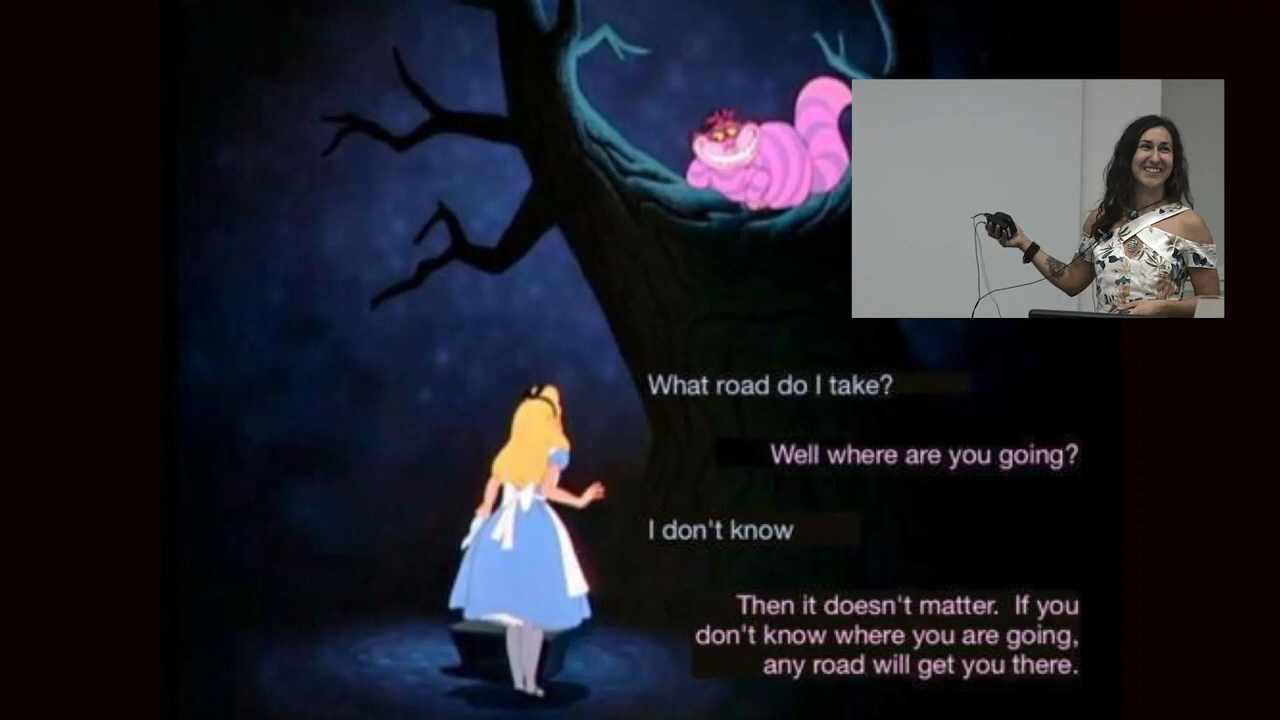 What road do I take?
Well where are you going?
I don't know
Then it doesn't matter.  If you
don't know where you are going,
any road will get you there.